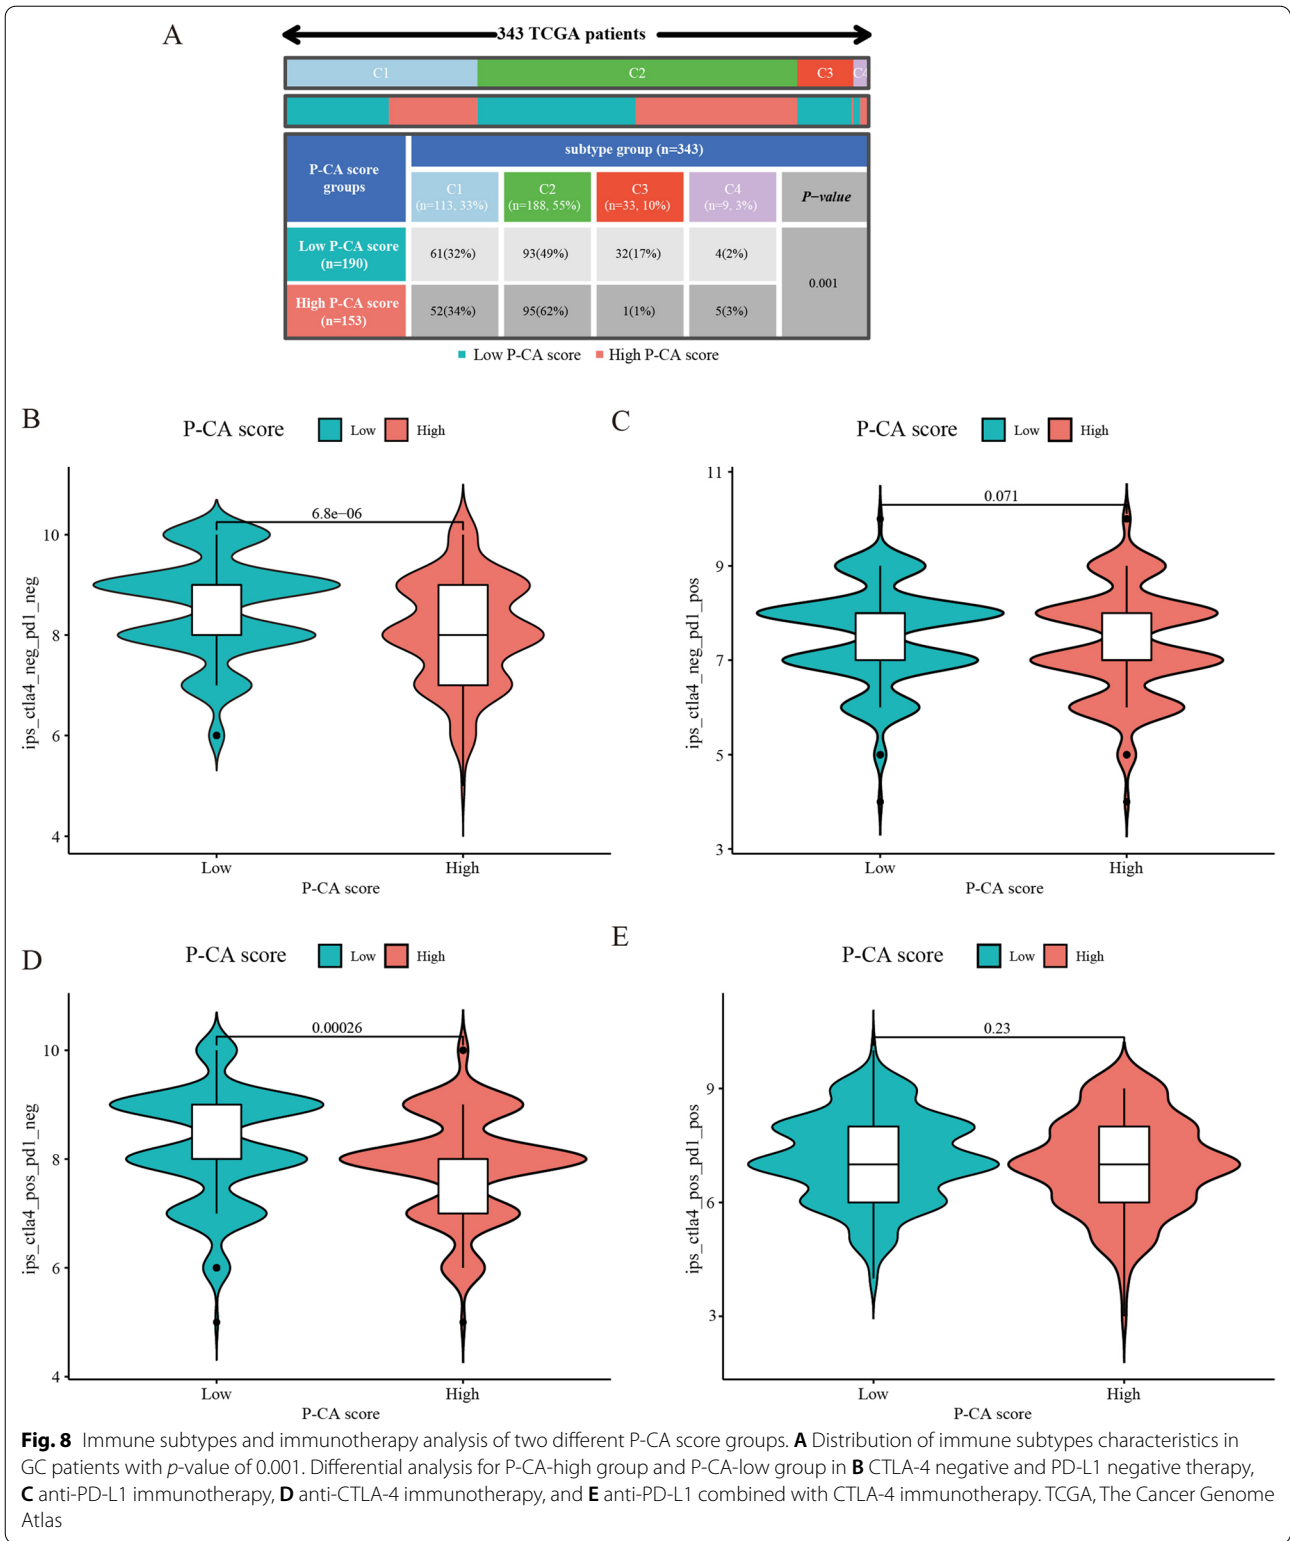 A
343 TCGA patients
C1 C2 C3 C4
P-CA score groups
subtype group (n=343)
C1 (n=113, 33%)
C2 (n=188, 55%)
C3 (n=33, 10%)
C4 (n=9, 3%)
P−value
Low P-CA score (n=190)
61(32%) 93(49%) 32(17%) 4(2%)
0.001
High P-CA score (n=153)
52(34%) 95(62%) 1(1%) 5(3%)
Low P-CA score High P-CA score
B
P-CA score Low High
6.8e−06
ips_ctla4_neg_pd1_neg
10
8
6
4
Low High
P-CA score
C
P-CA score Low High
0.071
ips_ctla4_neg_pd1_pos
11
9
7
5
3
Low High
P-CA score
D
P-CA score Low High
0.00026
ips_ctla4_pos_pd1_neg
10
8
6
4
Low High
P-CA score
E
P-CA score Low High
0.23
ips_ctla4_pos_pd1_pos
9
6
3
Low High
P-CA score
Fig. 8 Immune subtypes and immunotherapy analysis of two different P-CA score groups. A Distribution of immune subtypes characteristics in
GC patients with p-value of 0.001. Differential analysis for P-CA-high group and P-CA-low group in B CTLA-4 negative and PD-L1 negative therapy,
C anti-PD-L1 immunotherapy, D anti-CTLA-4 immunotherapy, and E anti-PD-L1 combined with CTLA-4 immunotherapy. TCGA, The Cancer Genome
Atlas